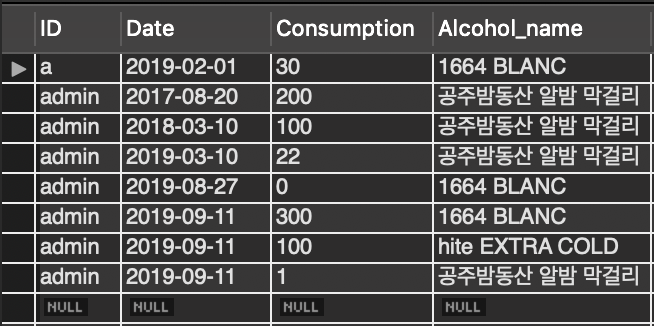 ID Date Consumption Alcohol_name
a 2019-02-01 30 1664 BLANC
admin 2017-08-20 200 공주밤동산 알밤 막걸리
admin 2018-03-10 100 공주밤동산 알밤 막걸리
admin 2019-03-10 22 공주밤동산 알밤 막걸리
admin 2019-08-27 0 1664 BLANC
admin 2019-09-11 300 1664 BLANC
admin 2019-09-11 100 hite EXTRA COLD
admin 2019-09-11 1 공주밤동산 알밤 막걸리
NULL NULL NULL NULL